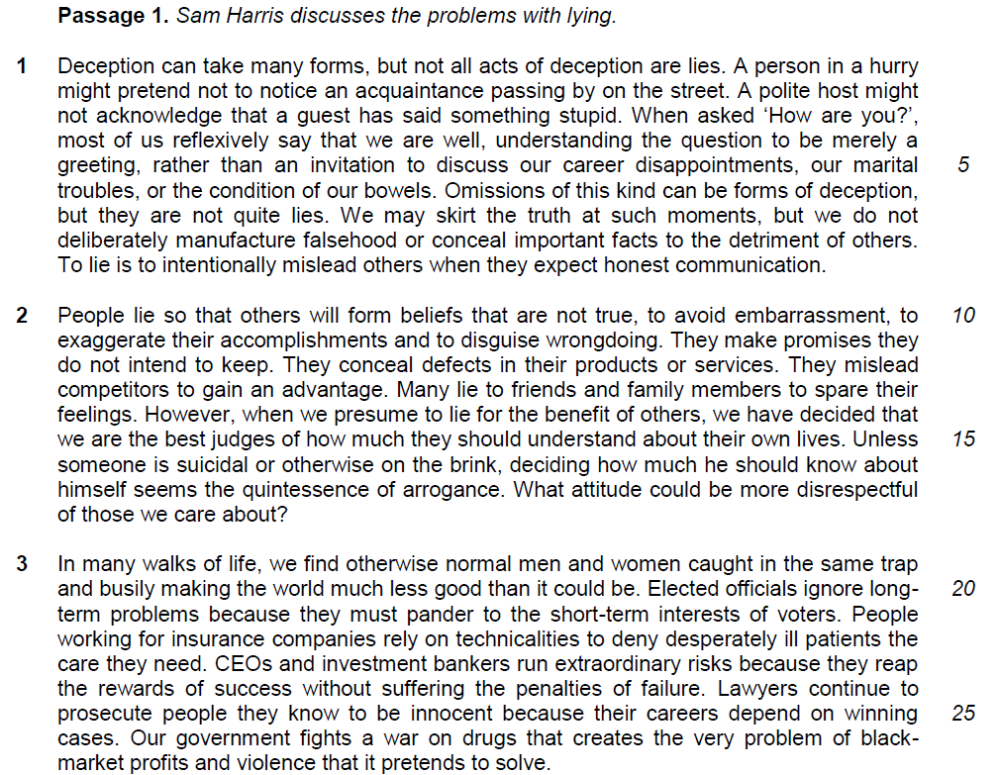 Passage 1. Sam Harris discusses the problems with lying.
1 Deception can take many forms, but not all acts of deception are lies. A person in a hurry
might pretend not to notice an acquaintance passing by on the street. A polite host might
not acknowledge that a guest has said something stupid. When asked ‘How are you?’,
most of us reflexively say that we are well, understanding the question to be merely a
greeting, rather than an invitation to discuss our career disappointments, our marital 5
troubles, or the condition of our bowels. Omissions of this kind can be forms of deception,
but they are not quite lies. We may skirt the truth at such moments, but we do not
deliberately manufacture falsehood or conceal important facts to the detriment of others.
To lie is to intentionally mislead others when they expect honest communication.
2 People lie so that others will form beliefs that are not true, to avoid embarrassment, to 10
exaggerate their accomplishments and to disguise wrongdoing. They make promises they
do not intend to keep. They conceal defects in their products or services. They mislead
competitors to gain an advantage. Many lie to friends and family members to spare their
feelings. However, when we presume to lie for the benefit of others, we have decided that
we are the best judges of how much they should understand about their own lives. Unless 15
someone is suicidal or otherwise on the brink, deciding how much he should know about
himself seems the quintessence of arrogance. What attitude could be more disrespectful
of those we care about?
3 In many walks of life, we find otherwise normal men and women caught in the same trap
and busily making the world much less good than it could be. Elected officials ignore long- 20
term problems because they must pander to the short-term interests of voters. People
working for insurance companies rely on technicalities to deny desperately ill patients the
care they need. CEOs and investment bankers run extraordinary risks because they reap
the rewards of success without suffering the penalties of failure. Lawyers continue to
prosecute people they know to be innocent because their careers depend on winning 25
cases. Our government fights a war on drugs that creates the very problem of black-
market profits and violence that it pretends to solve.